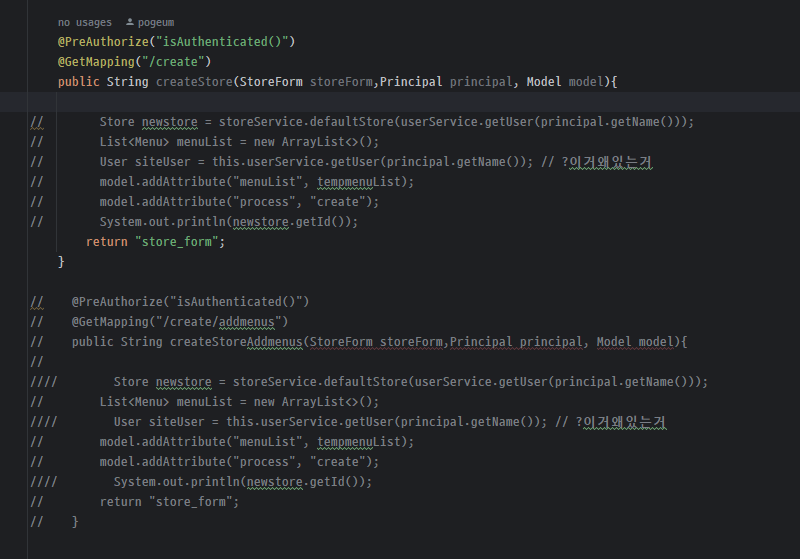 no usages pogeum
@PreAuthorize("isAuthenticated()")
@GetMapping("/create")
public String createStore(StoreForm storeForm,Principal principal, Model model){
//        Store newstore = storeService.defaultStore(userService.getUser(principal.getName()));
//        List<Menu> menuList = new ArrayList<>();
//        User siteUser = this.userService.getUser(principal.getName()); // ?이거왜있는거
//        model.addAttribute("menuList", tempmenuList);
//        model.addAttribute("process", "create");
//        System.out.println(newstore.getId());
return "store_form";
}
//    @PreAuthorize("isAuthenticated()")
//    @GetMapping("/create/addmenus")
//    public String createStoreAddmenus(StoreForm storeForm,Principal principal, Model model){
//
////        Store newstore = storeService.defaultStore(userService.getUser(principal.getName()));
//        List<Menu> menuList = new ArrayList<>();
////        User siteUser = this.userService.getUser(principal.getName()); // ?이거왜있는거
//        model.addAttribute("menuList", tempmenuList);
//        model.addAttribute("process", "create");
////        System.out.println(newstore.getId());
//        return "store_form";
//    }